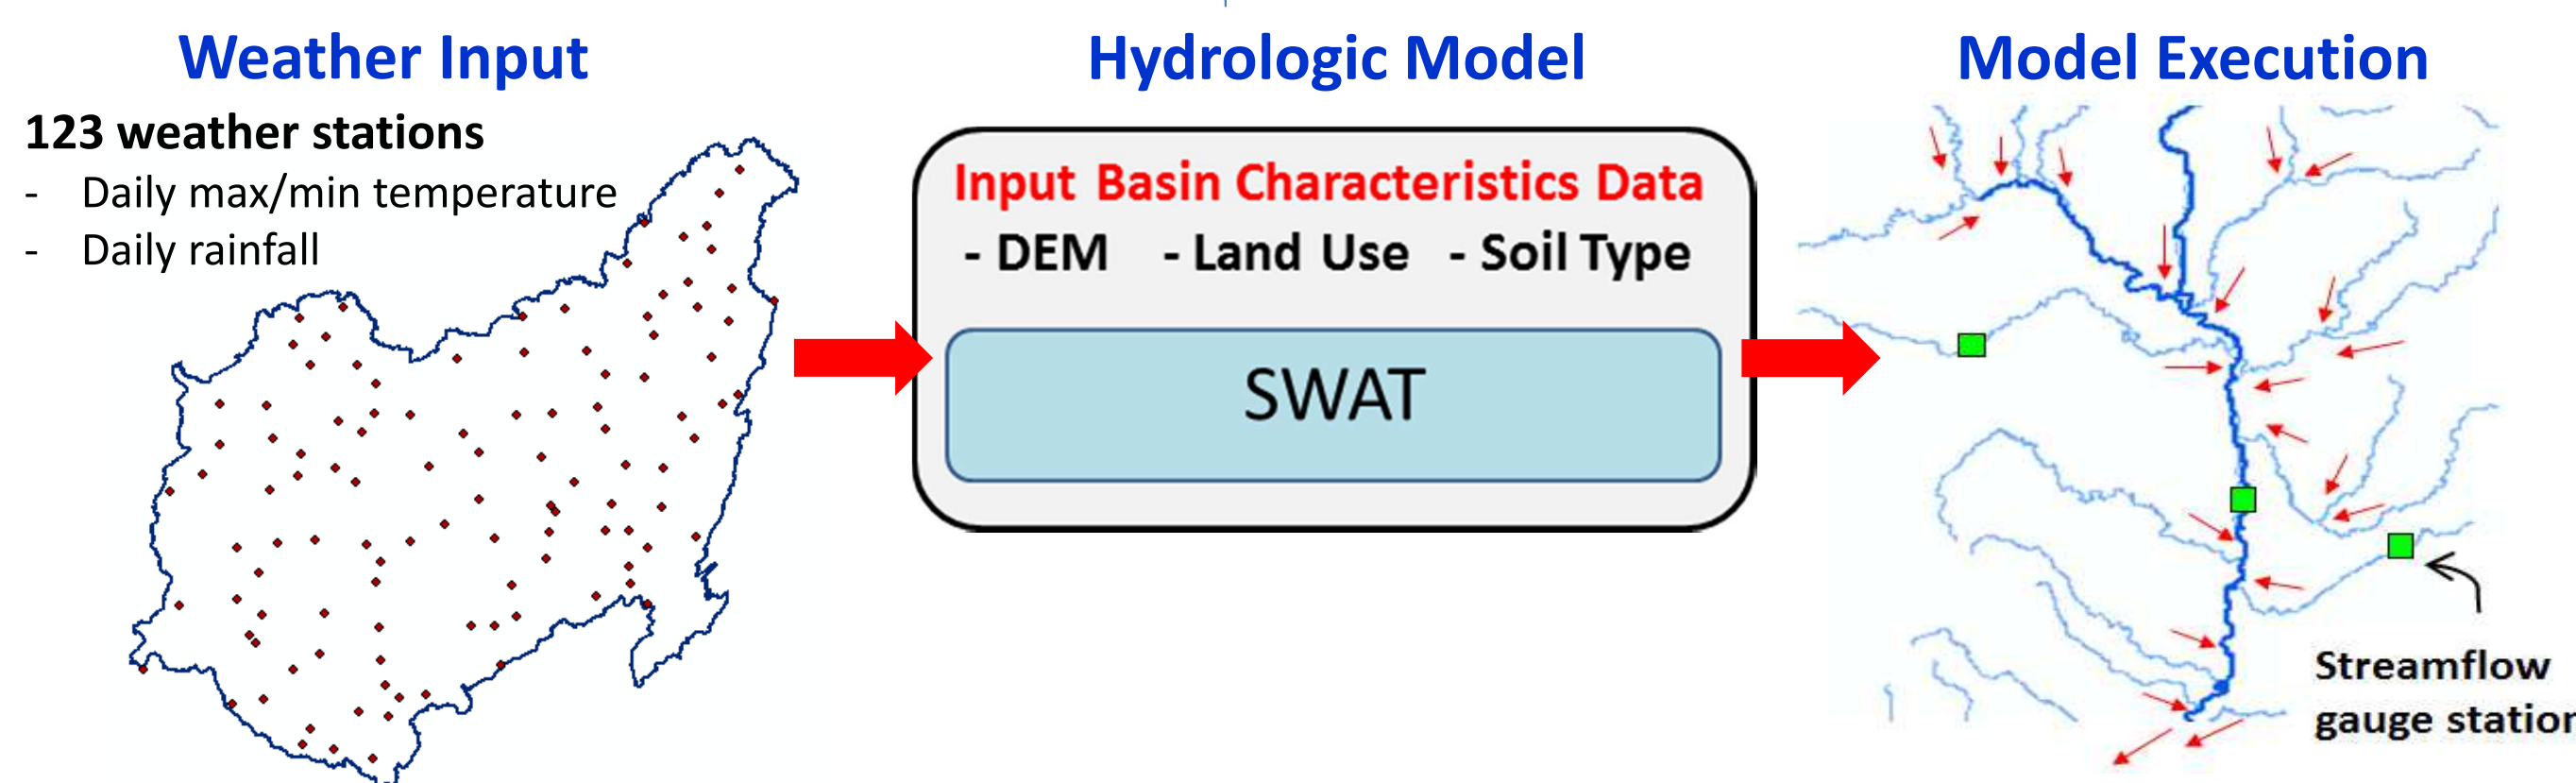 Weather Input
123 weather stations
- Daily max/min temperature
- Daily rainfall
Hydrologic Model
Input Basin Characteristics Data
- DEM - Land Use - Soil Type
SWAT
Model Execution
Streamflow
gauge station